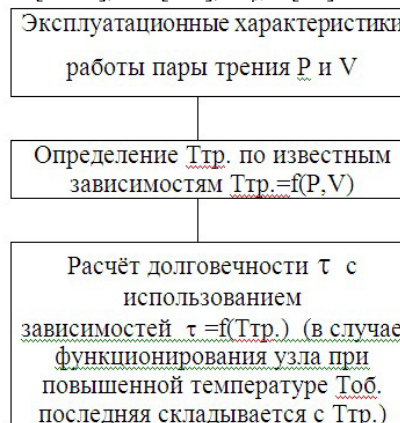 Эксплуатационные характеристики
работы пары трения P и V
Определение Ттр. по известным
зависимостям Ттр.=f(P,V)
Расчёт долговечности τ с
использованием
зависимостей τ =f(Ттр.) (в случае
функционирования узла при
повышенной температуре Тоб.
последняя складывается с Ттр.)